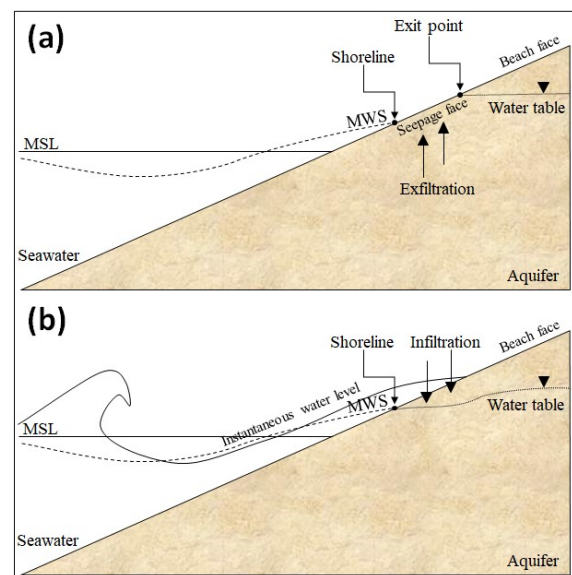 (a)
Exit point
Beach face
Shoreline
MWS
Seepage face
Water table
MSL
Exfiltration
Seawater
Aquifer
(b)
Shoreline
Infiltration
Beach face
Instantaneous water level
MWS
Water table
MSL
Seawater
Aquifer